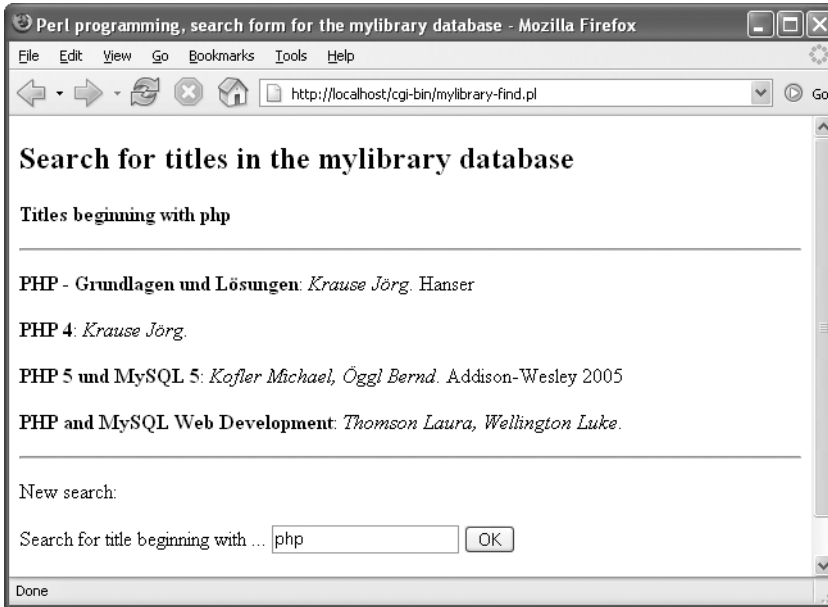 Perl programming, search form for the mylibrary database - Mozilla Firefox
File Edit View Go Bookmarks Tools Help
http://localhost/cgi-bin/mylibrary-find.pl Go
Search for titles in the mylibrary database
Titles beginning with php
PHP - Grundlagen und Lösungen: Krause Jörg. Hanser
PHP 4: Krause Jörg.
PHP 5 und MySQL 5: Kofler Michael, Öggl Bernd. Addison-Wesley 2005
PHP and MySQL Web Development: Thomson Laura, Wellington Luke.
New search:
Search for title beginning with ... php OK
Done